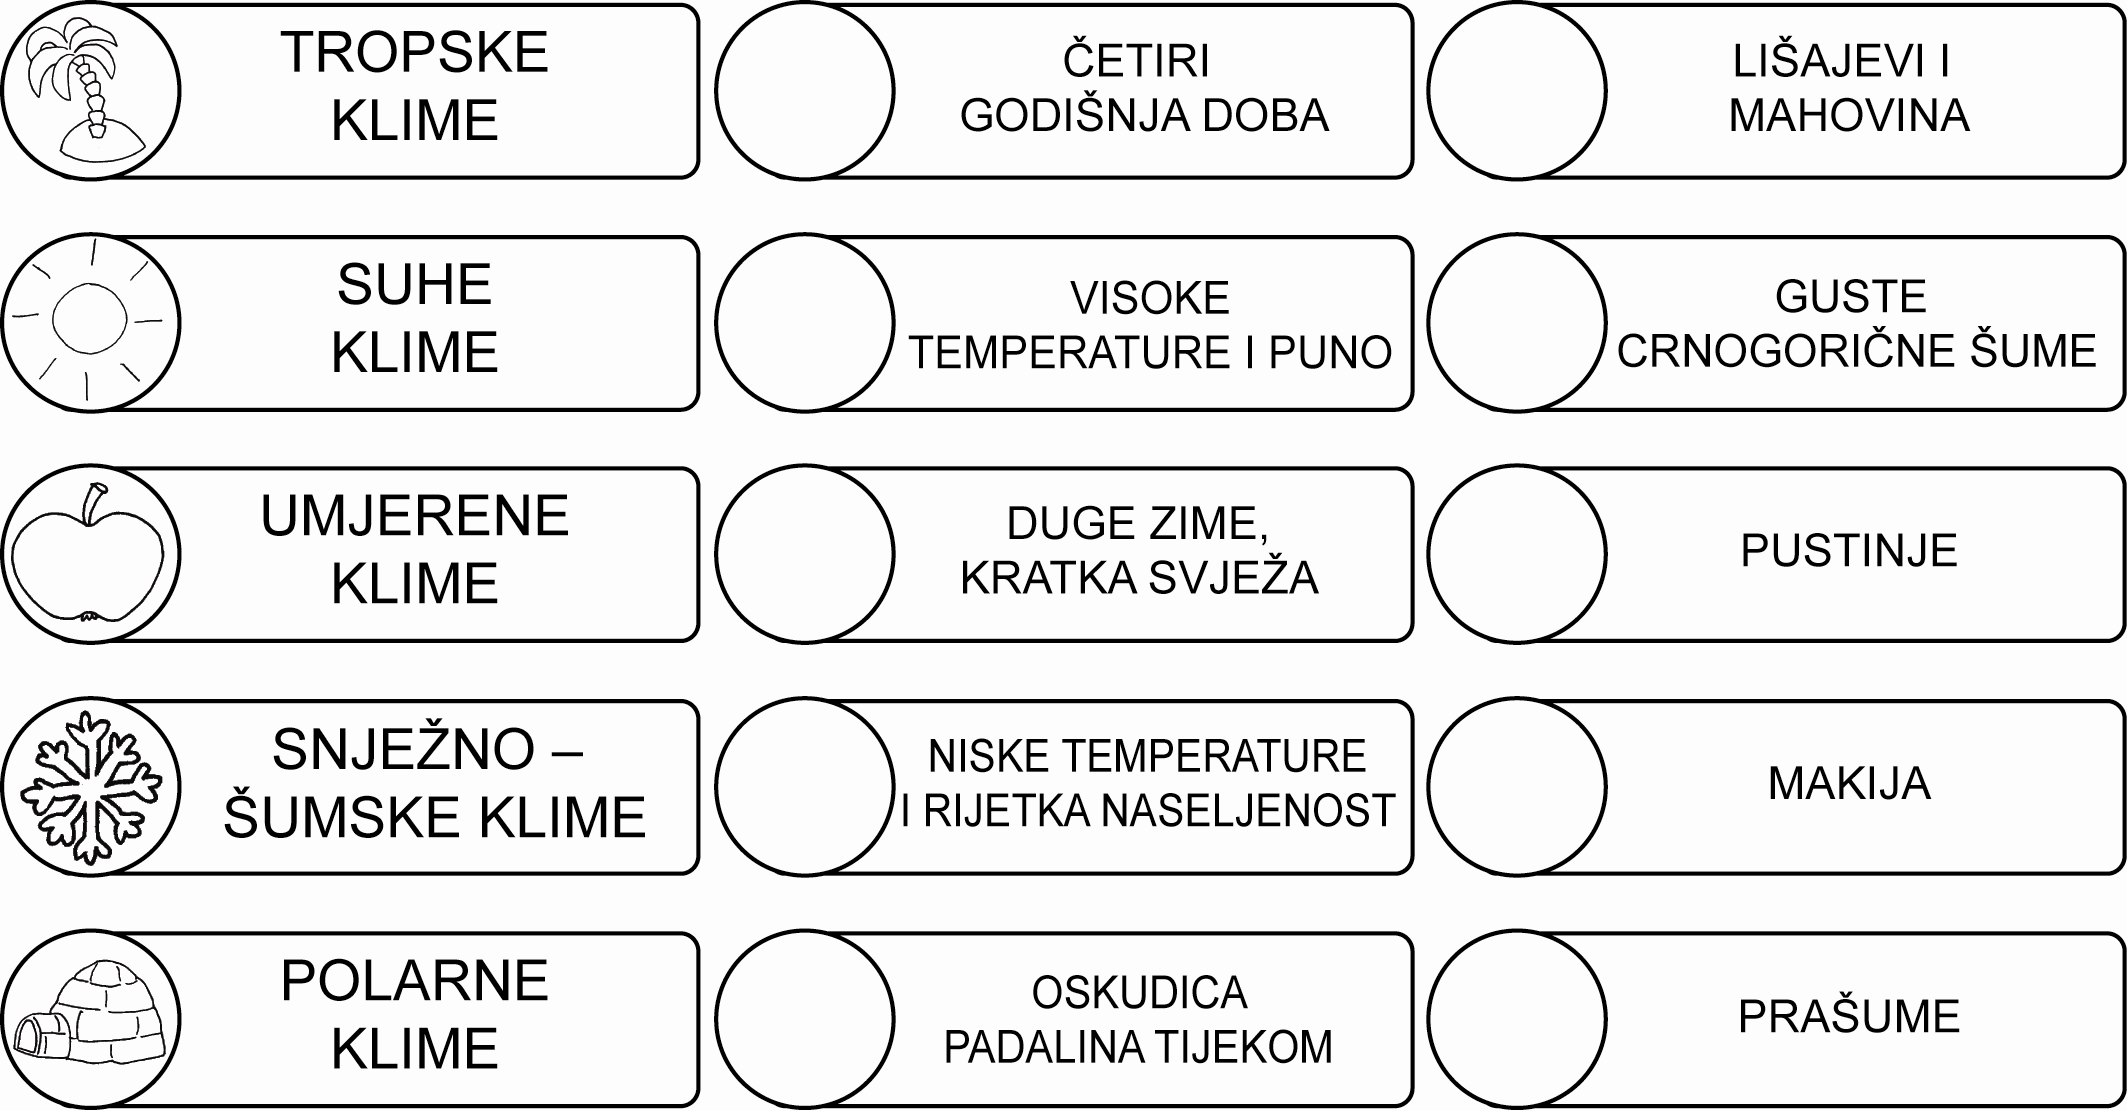 TROPSKE
KLIME
ČETIRI
GODIŠNJA DOBA
LIŠAJEVI I
MAHOVINA
SUHE
KLIME
VISOKE
TEMPERATURE I PUNO
GUSTE
CRNOGORIČNE ŠUME
UMJERENE
KLIME
DUGE ZIME,
KRATKA SVJEŽA
PUSTINJE
SNJEŽNO –
ŠUMSKE KLIME
NISKE TEMPERATURE
I RIJETKA NASELJENOST
MAKIJA
POLARNE
KLIME
OSKUDICA
PADALINA TIJEKOM
PRAŠUME